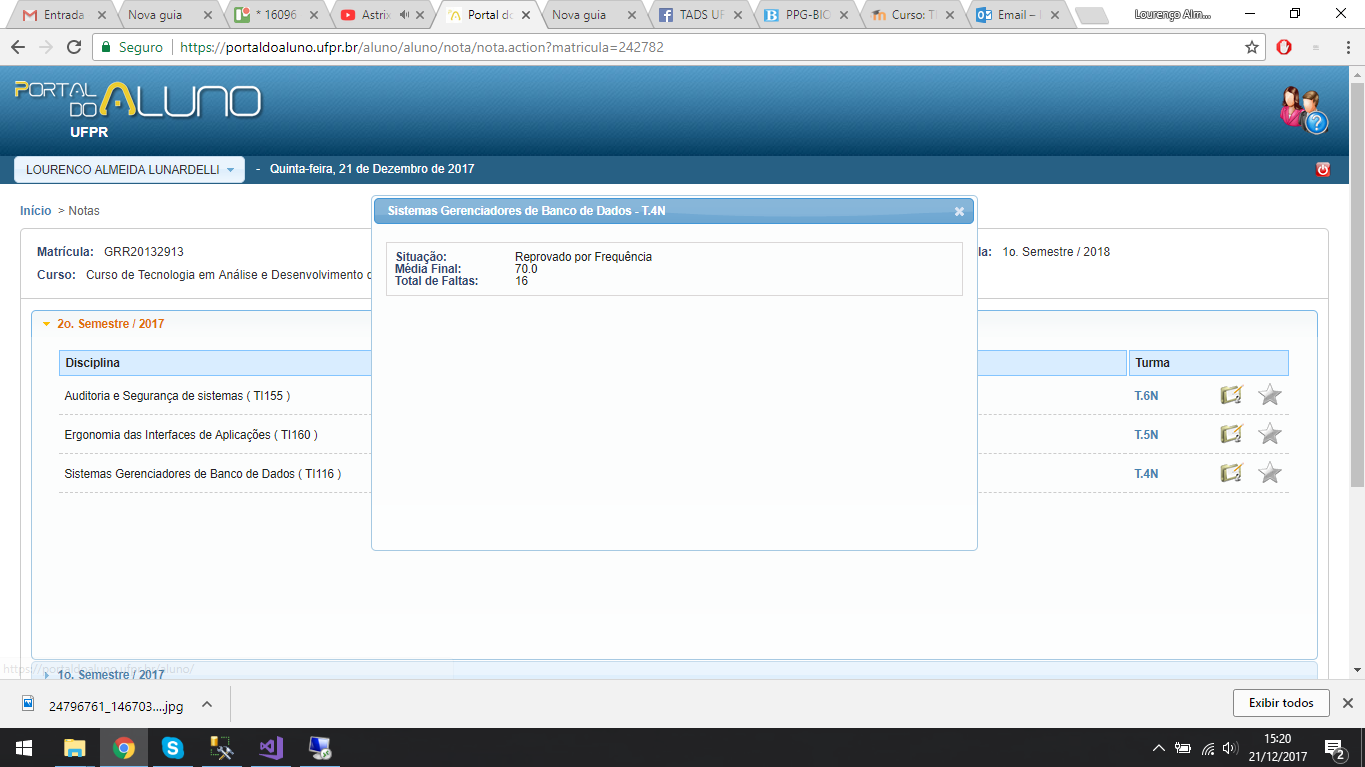 Entrada
Nova guia
* 16096
Astrix
Portal do
Nova guia
TADS UF
PPG-BIO
Curso: T
Email –
Lourenço Alm...
Seguro
https://portaldoaluno.ufpr.br/aluno/aluno/nota/nota.action?matricula=242782
PORTAL DO ALUNO
UFPR
LOURENCO ALMEIDA LUNARDELLI - Quinta-feira, 21 de Dezembro de 2017
Início > Notas
Sistemas Gerenciadores de Banco de Dados - T.4N
Situação: Reprovado por Frequência
Média Final: 70.0
Total de Faltas: 16
Matrícula: GRR20132913
la: 1o. Semestre / 2018
Curso: Curso de Tecnologia em Análise e Desenvolvimento
2o. Semestre / 2017
Disciplina Turma
Auditoria e Segurança de sistemas ( TI155 ) T.6N
Ergonomia das Interfaces de Aplicações ( TI160 ) T.5N
Sistemas Gerenciadores de Banco de Dados ( TI116 ) T.4N
https://portaldoaluno.ufpr.br/aluno/
1o. Semestre / 2017
24796761_146703....jpg
Exibir todos
15:20
21/12/2017
2